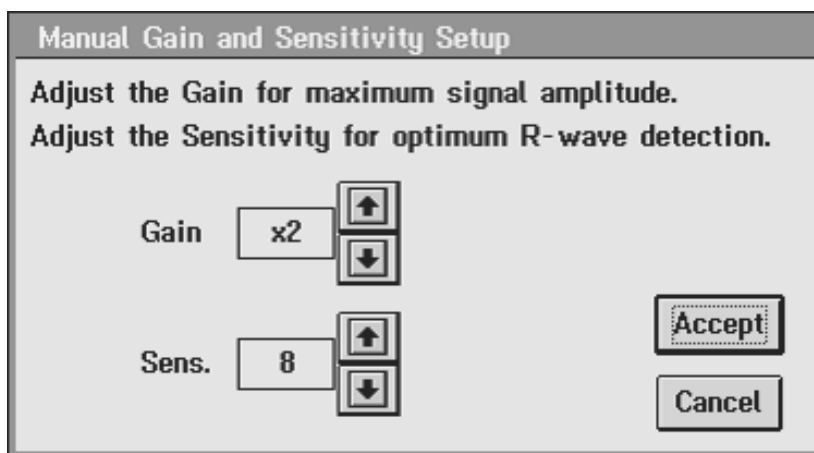 Manual Gain and Sensitivity Setup
Adjust the Gain for maximum signal amplitude.
Adjust the Sensitivity for optimum R-wave detection.
Gain x2
Accept
Sens. 8
Cancel